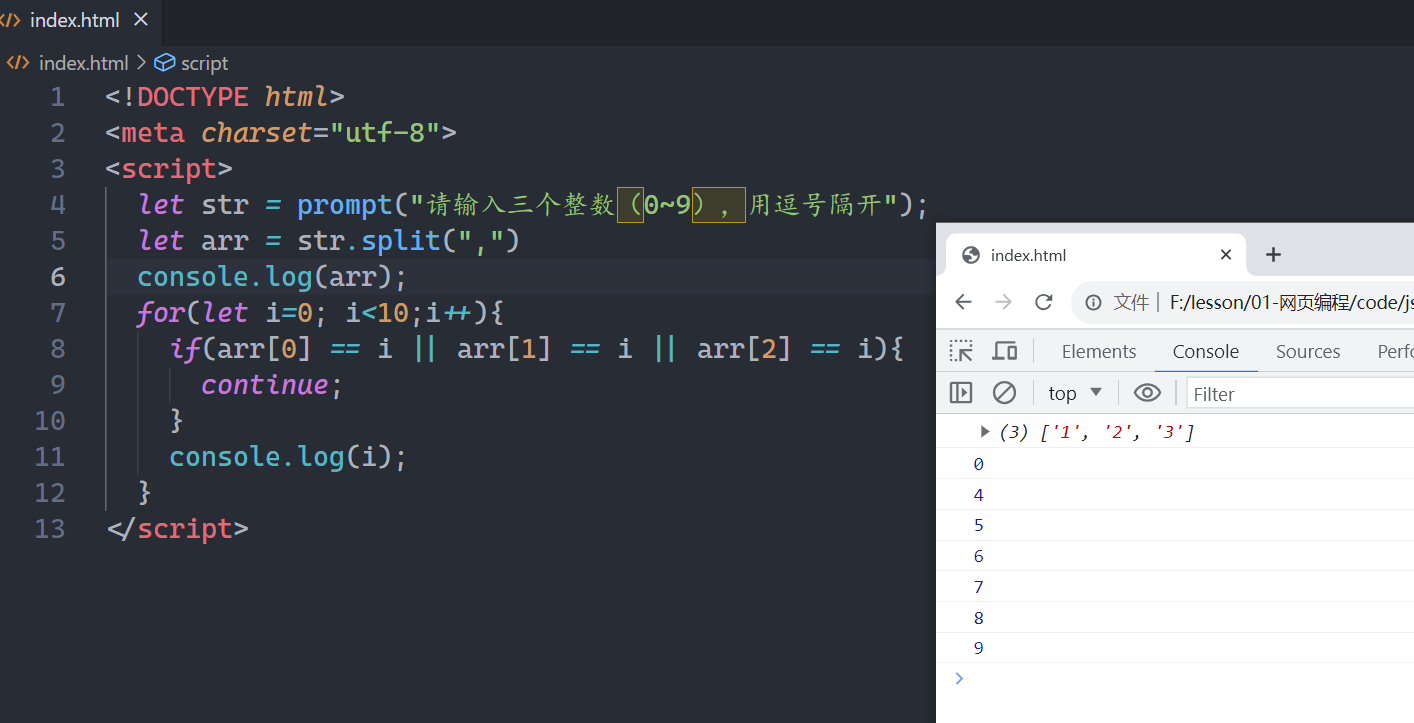 index.html
index.html > script
1 <!DOCTYPE html>
2 <meta charset="utf-8">
3 <script>
4 let str = prompt("请输入三个整数（0~9），用逗号隔开");
5 let arr = str.split(",")
6 console.log(arr);
7 for(let i=0; i<10;i++){
8 if(arr[0] == i || arr[1] == i || arr[2] == i){
9 continue;
10 }
11 console.log(i);
12 }
13 </script>
index.html
文件 | F:/lesson/01-网页编程/code/js
Elements Console Sources Perfo
top Filter
(3) ['1', '2', '3']
0
4
5
6
7
8
9